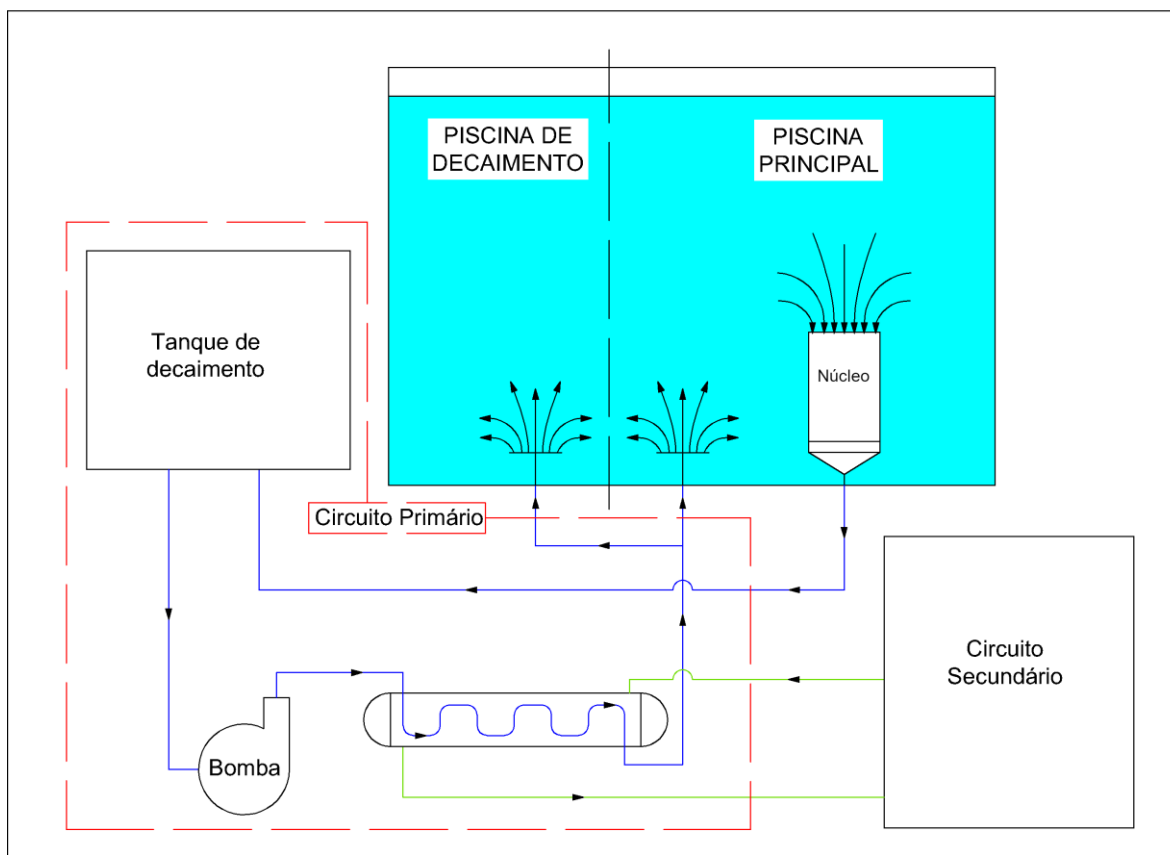 PISCINA DE
DECAIMENTO
PISCINA
PRINCIPAL
Tanque de
decaimento
Núcleo
Circuito Primário
Circuito
Secundário
Bomba